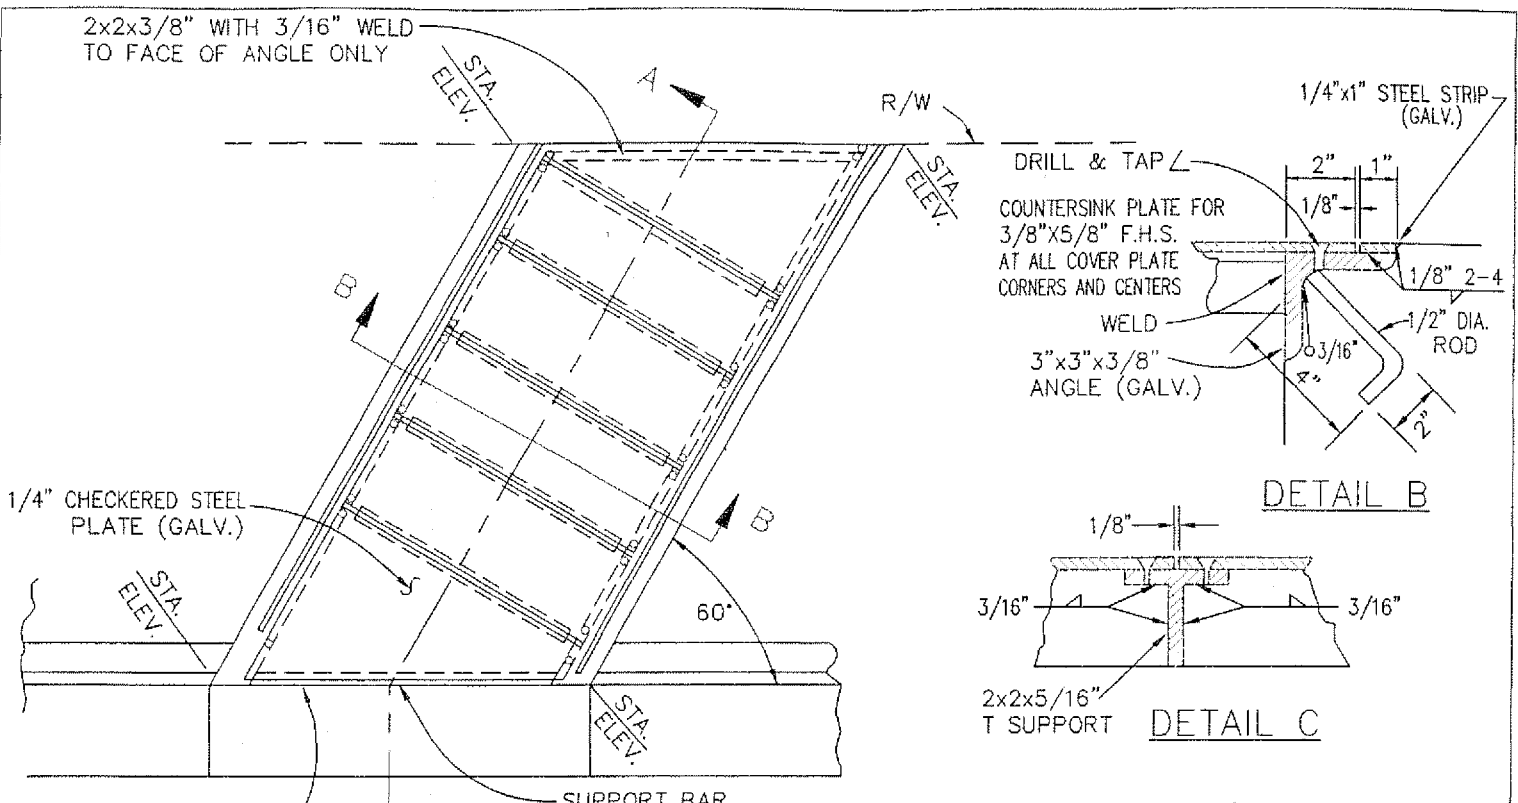 2x2x3/8" WITH 3/16" WELD
TO FACE OF ANGLE ONLY
STA.
ELEV.
A
R/W
STA.
ELEV.
B
B
1/4" CHECKERED STEEL
PLATE (GALV.)
STA.
ELEV.
60°
STA.
ELEV.
SUPPORT BAR
1/4"x1" STEEL STRIP
(GALV.)
DRILL & TAP ∠
2"
1"
1/8"
COUNTERSINK PLATE FOR
3/8"X5/8" F.H.S.
AT ALL COVER PLATE
CORNERS AND CENTERS
1/8" 2-4
WELD
1/2" DIA.
ROD
3/16"
3"x3"x3/8"
ANGLE (GALV.)
4"
2"
DETAIL B
1/8"
3/16"
3/16"
2x2x5/16"
T SUPPORT
DETAIL C